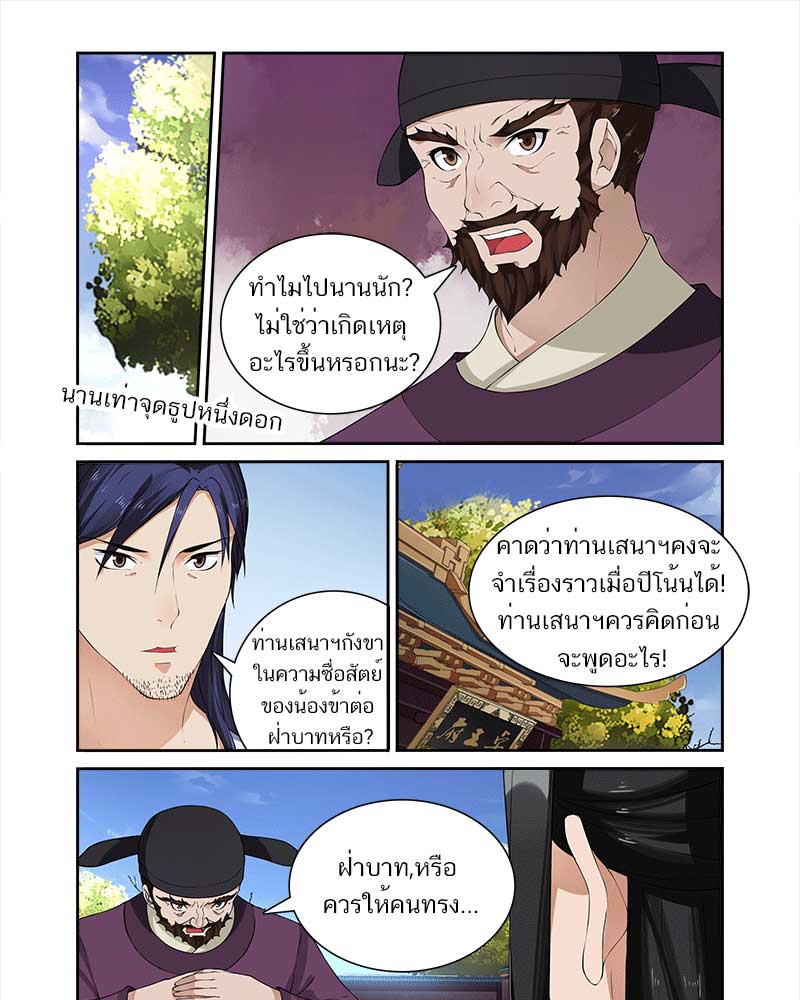 นานเท่าจุดธูปหนึ่งดอก
ทำไมไปนานนัก?
ไม่ใช่ว่าเกิดเหตุ
อะไรขึ้นหรอกนะ?
ท่านเสนาฯกังขา
ในความซื่อสัตย์
ของน้องข้าต่อ
ฝ่าบาทหรือ?
คาดว่าท่านเสนาฯคงจะ
จำเรื่องราวเมื่อปีโน้นได้!
ท่านเสนาฯควรคิดก่อน
จะพูดอะไร!
卓王府
ฝ่าบาท,หรือ
ควรให้คนทรง...